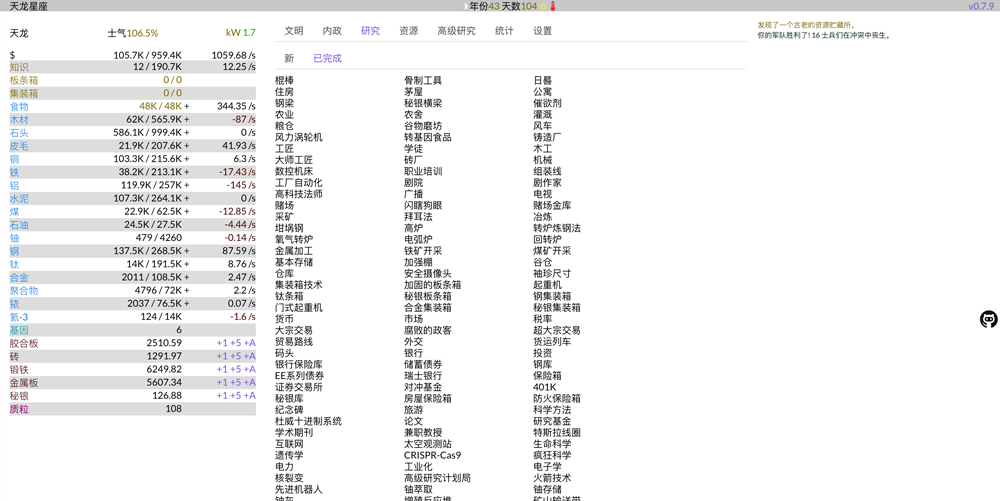 天龙星座 年份43 天数104 v0.7.9
天龙 士气106.5% kW 1.7
$ 105.7K / 959.4K 1059.68 /s
知识 12 / 190.7K 12.25 /s
板条箱 0 / 0
集装箱 0 / 0
食物 48K / 48K + 344.35 /s
木材 62K / 565.9K + -87 /s
石头 586.1K / 999.4K + 0 /s
皮毛 21.9K / 207.6K + 41.93 /s
铜 103.3K / 215.6K + 6.3 /s
铁 38.2K / 213.1K + -17.43 /s
铝 119.9K / 257K + -145 /s
水泥 107.3K / 264.1K + 0 /s
煤 22.9K / 62.5K + -12.85 /s
石油 24.5K / 27.5K -4.44 /s
铀 479 / 4260 -0.14 /s
钢 137.5K / 268.5K + 87.59 /s
钛 14K / 191.5K + 8.76 /s
合金 2011 / 108.5K + 2.47 /s
聚合物 4796 / 72K + 2.2 /s
铱 2037 / 76.5K + 0.07 /s
氦-3 124 / 14K -1.6 /s
基因 6
胶合板 2510.59 +1 +5 +A
砖 1291.97 +1 +5 +A
锻铁 6249.82 +1 +5 +A
金属板 5607.34 +1 +5 +A
秘银 126.88 +1 +5 +A
质粒 108
文明 内政 研究 资源 高级研究 统计 设置
新 已完成
棍棒 骨制工具 日晷
住房 茅屋 公寓
钢梁 秘银横梁 催欲剂
农业 农舍 灌溉
粮仓 谷物磨坊 风车
风力涡轮机 转基因食品 铸造厂
工匠 学徒 木工
大师工匠 砖厂 机械
数控机床 职业培训 组装线
工厂自动化 剧院 剧作家
高科技法师 广播 电视
赌场 闪瞎狗眼 赌场金库
采矿 拜耳法 冶炼
坩埚钢 高炉 转炉炼钢法
氧气转炉 电弧炉 回转炉
金属加工 铁矿开采 煤矿开采
基本存储 加强棚 谷仓
仓库 安全摄像头 袖珍尺寸
集装箱技术 加固的板条箱 起重机
钛条箱 秘银板条箱 钢集装箱
门式起重机 合金集装箱 秘银集装箱
货币 市场 税率
大宗交易 腐败的政客 超大宗交易
贸易路线 外交 货运列车
码头 银行 投资
银行保险库 储蓄债券 钢库
EE系列债券 瑞士银行 保险箱
证券交易所 对冲基金 401K
秘银库 房屋保险箱 防火保险箱
纪念碑 旅游 科学方法
杜威十进制系统 论文 研究基金
学术期刊 兼职教授 特斯拉线圈
互联网 太空观测站 生命科学
遗传学 CRISPR-Cas9 疯狂科学
电力 工业化 电子学
核裂变 高级研究计划局 火箭技术
先进机器人 铀萃取 铀存储
铀灰 增殖反应堆 矿山输送带
发现了一个古老的资源贮藏所。
你的军队胜利了! 16 士兵们在冲突中丧生。